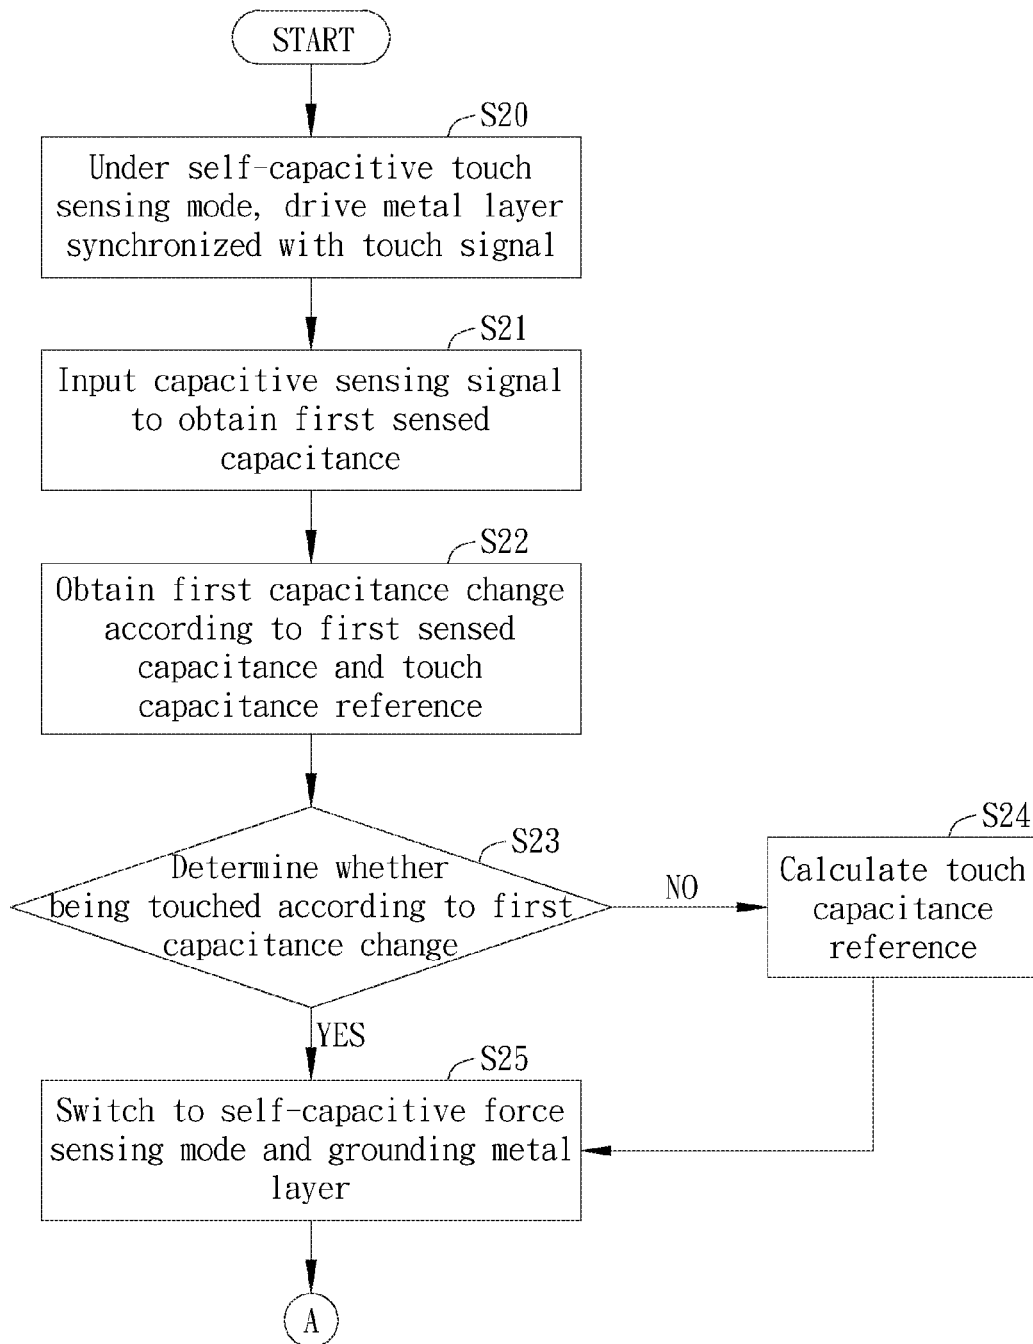 START
S20
Under self-capacitive touch
sensing mode, drive metal layer
synchronized with touch signal
S21
Input capacitive sensing signal
to obtain first sensed
capacitance
S22
Obtain first capacitance change
according to first sensed
capacitance and touch
capacitance reference
S23
Determine whether
being touched according to first
capacitance change
NO
S24
Calculate touch
capacitance
reference
YES
S25
Switch to self-capacitive force
sensing mode and grounding metal
layer
A